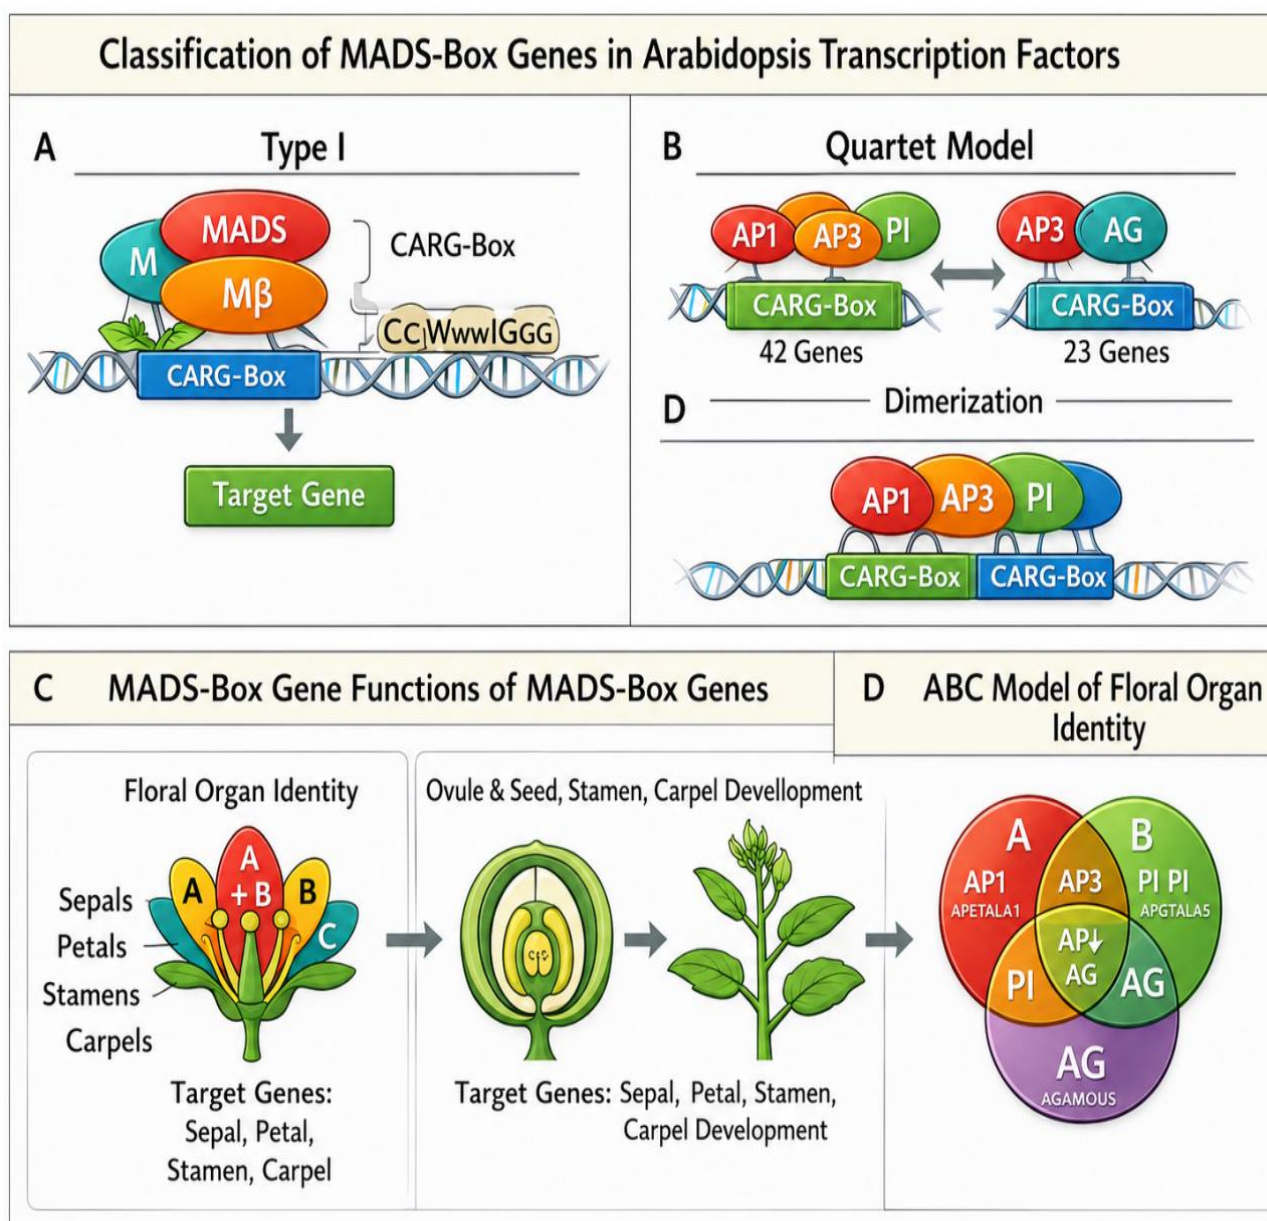 Classification of MADS-Box Genes in Arabidopsis Transcription Factors
A
Type I
MADS
M
Mβ
CARG-Box
CCWwwIGGG
CARG-Box
Target Gene
B
Quartet Model
AP1
AP3
PI
AP3
AG
CARG-Box
CARG-Box
42 Genes
23 Genes
D
Dimerization
AP1
AP3
PI
CARG-Box
CARG-Box
C
MADS-Box Gene Functions of MADS-Box Genes
Floral Organ Identity
A
A
+ B
B
C
Sepals
Petals
Stamens
Carpels
Target Genes:
Sepal, Petal,
Stamen, Carpel
Ovule & Seed, Stamen, Carpel Devellopment
Target Genes: Sepal, Petal, Stamen,
Carpel Development
D
ABC Model of Floral Organ
Identity
A
B
AP1
APETALA1
AP3
PI PI
APGTALA5
AP↓
AG
PI
AG
AG
AGAMOUS